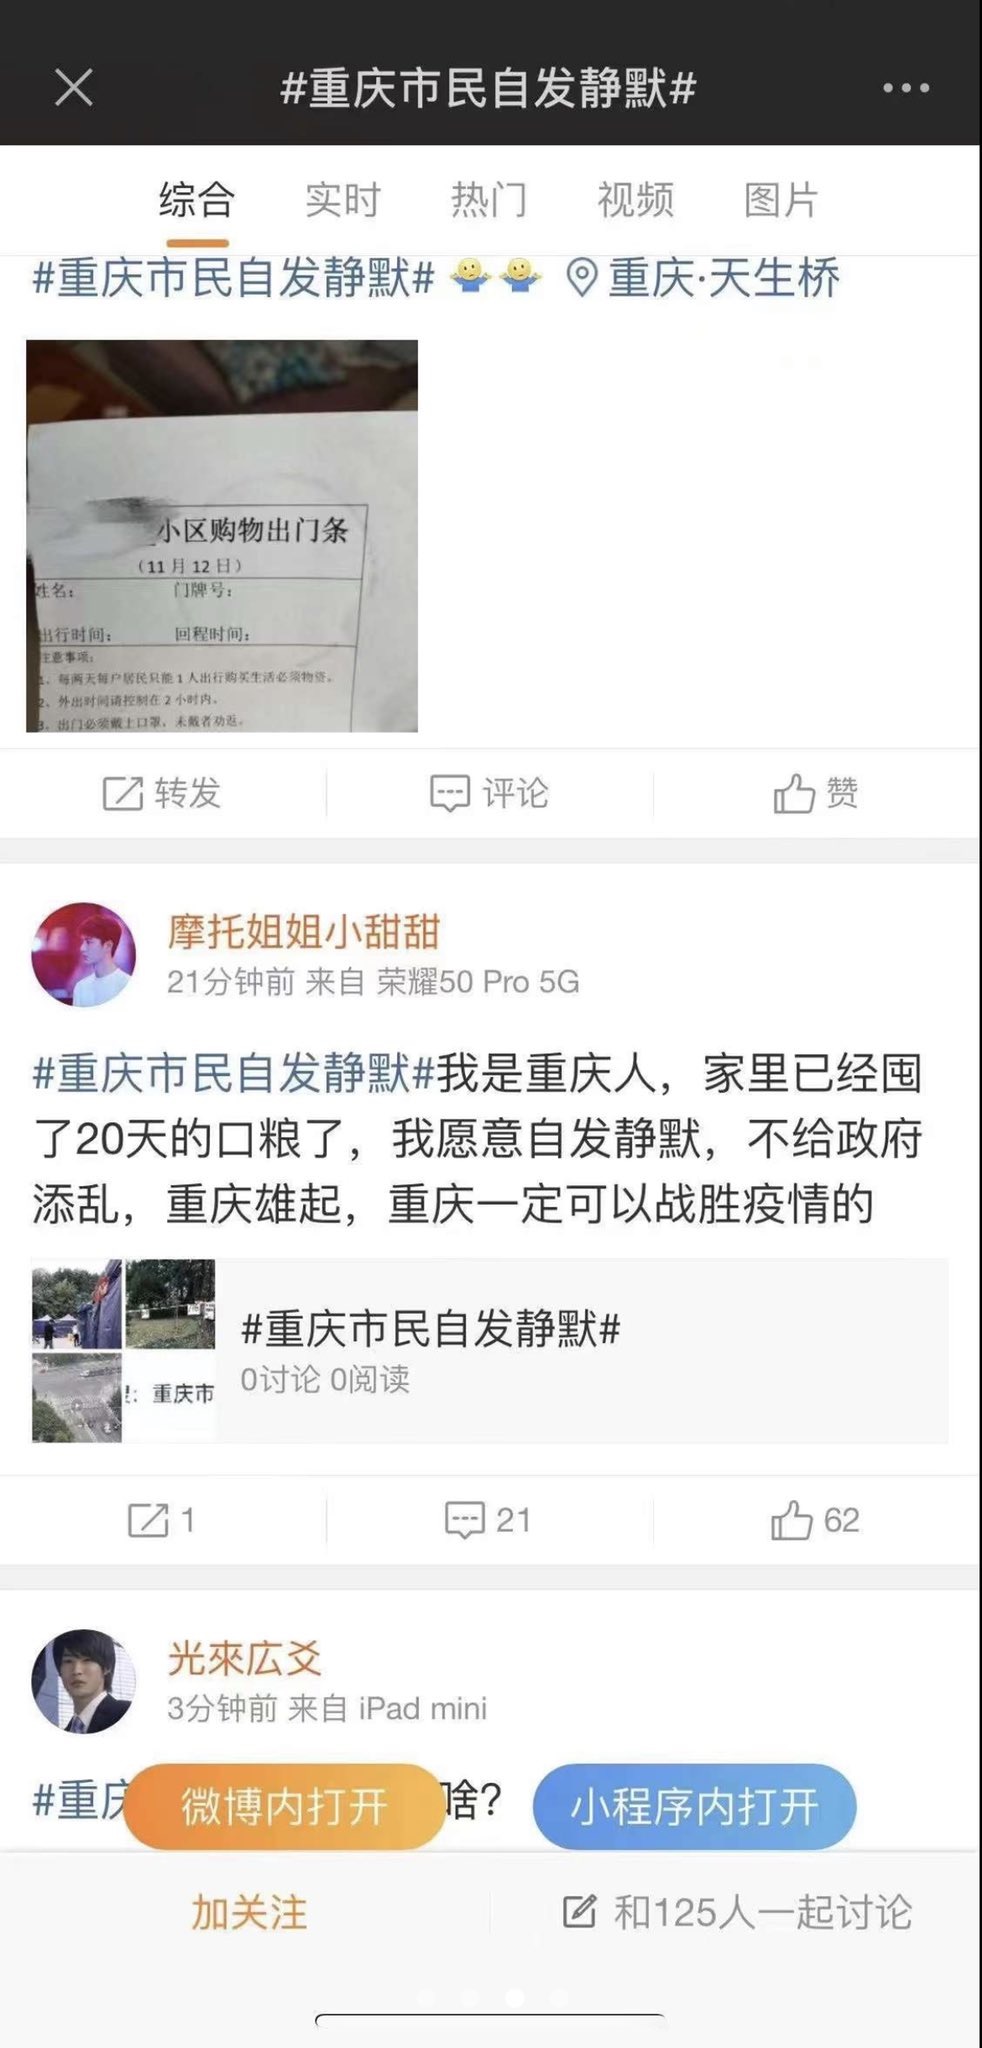 #重庆市民自发静默#
综合 实时 热门 视频 图片
#重庆市民自发静默# 重庆·天生桥
小区购物出门条
(11月12日)
姓名： 门牌号：
出行时间： 回程时间：
注意事项：
1、每两天每户居民只能1人出行购买生活必须物资。
2、外出时间请控制在2小时内。
3、出门必须戴上口罩，未戴者劝返。
转发 评论 赞
摩托姐姐小甜甜
21分钟前 来自 荣耀50 Pro 5G
#重庆市民自发静默#我是重庆人，家里已经囤
了20天的口粮了，我愿意自发静默，不给政府
添乱，重庆雄起，重庆一定可以战胜疫情的
：重庆市
#重庆市民自发静默#
0讨论 0阅读
1 21 62
光來広爻
3分钟前 来自 iPad mini
#重庆 啥?
微博内打开 小程序内打开
加关注 和125人一起讨论